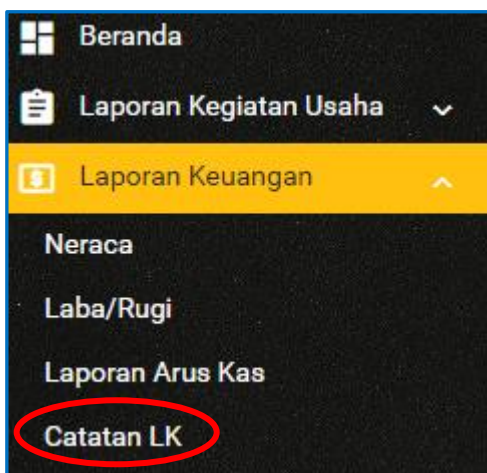 Beranda
Laporan Kegiatan Usaha
Laporan Keuangan
Neraca
Laba/Rugi
Laporan Arus Kas
Catatan LK